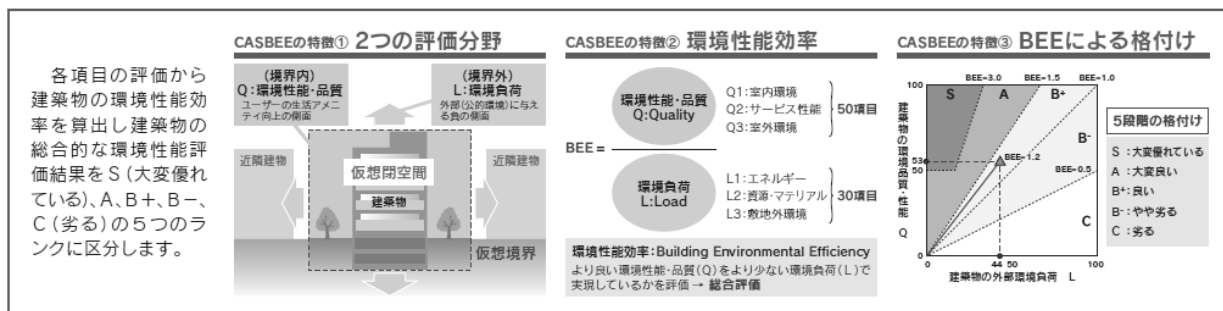 各項目の評価から
建築物の環境性能効
率を算出し建築物の
総合的な環境性能評
価結果をS(大変優れ
ている)、A、B+、B−、
C(劣る)の5つのラ
ンクに区分します。
CASBEEの特徴① 2つの評価分野
(境界内)
Q:環境性能・品質
ユーザーの生活アメニ
ティ向上の側面
(境界外)
L:環境負荷
外部(公的環境)に与え
る負の側面
近隣建物
仮想閉空間
建築物
近隣建物
仮想境界
CASBEEの特徴② 環境性能効率
BEE =
環境性能・品質
Q:Quality
Q1:室内環境
Q2:サービス性能
Q3:室外環境
50項目
環境負荷
L:Load
L1:エネルギー
L2:資源・マテリアル
L3:敷地外環境
30項目
環境性能効率:Building Environmental Efficiency
より良い環境性能・品質(Q)をより少ない環境負荷(L)で
実現しているかを評価 → 総合評価
CASBEEの特徴③ BEEによる格付け
BEE=3.0 BEE=1.5 BEE=1.0
100
S A B+
B-
C
53
50
BEE=1.2
BEE=0.5
0
0 44 50 100
建築物の環境品質・性能 Q
建築物の外部環境負荷 L
5段階の格付け
S :大変優れている
A :大変良い
B+:良い
B-:やや劣る
C :劣る